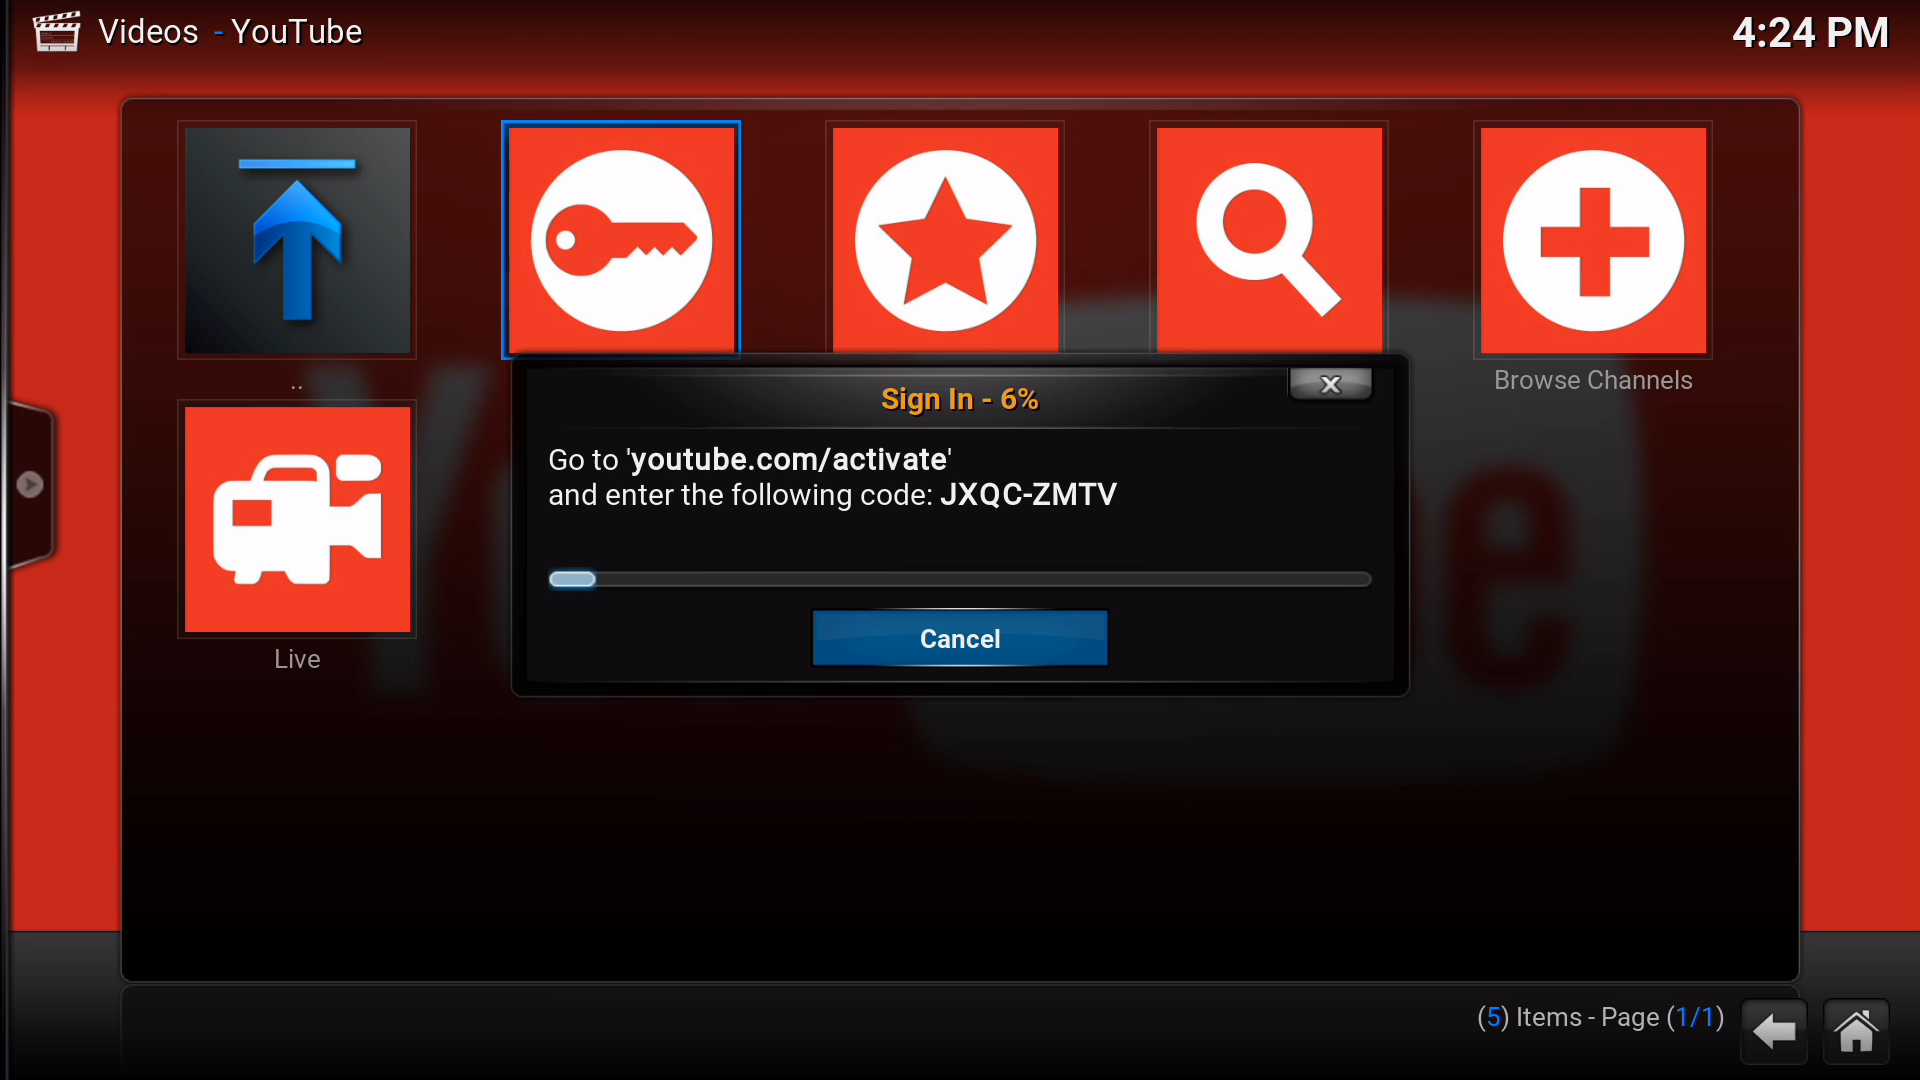 Videos - YouTube
4:24 PM
..
Browse Channels
Sign In - 6%
X
Go to 'youtube.com/activate'
and enter the following code: JXQC-ZMTV
Cancel
Live
(5) Items - Page (1/1)